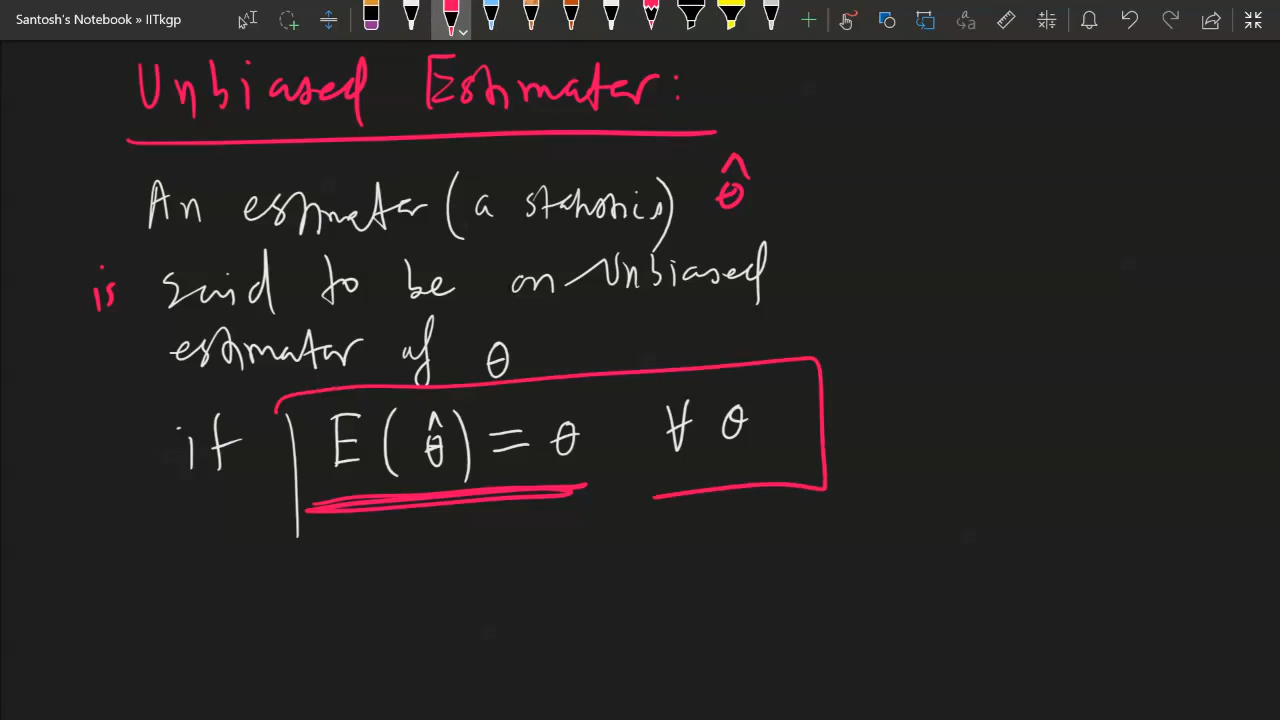 Santosh's Notebook » IITkgp
Unbiased Estimator:
An estimator (a statistic) θ̂
is said to be an Unbiased
estimator of θ
if E(θ̂) = θ ∀ θ